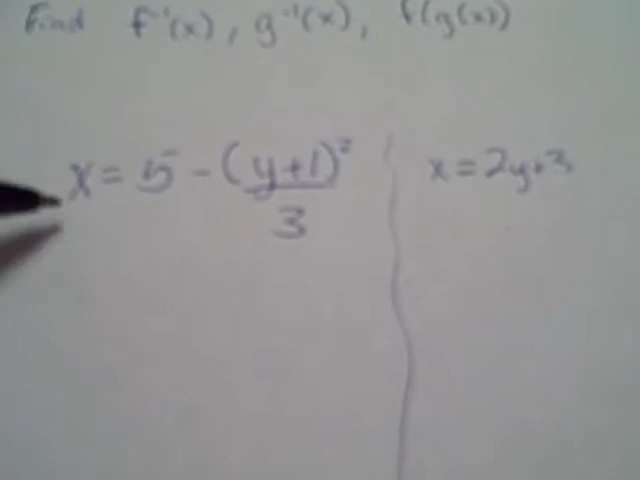 Find f⁻¹(x), g⁻¹(x), f(g(x))
x = 5 - (y+1)² / 3
x = 2y+3